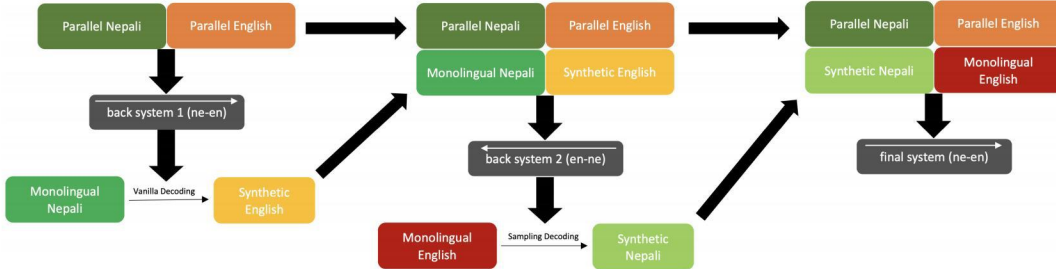 Parallel Nepali
Parallel English
back system 1 (ne-en)
Monolingual
Nepali
Vanilla Decoding
Synthetic
English
Parallel Nepali
Parallel English
Monolingual Nepali
Synthetic English
back system 2 (en-ne)
Monolingual
English
Sampling Decoding
Synthetic
Nepali
Parallel Nepali
Parallel English
Synthetic Nepali
Monolingual
English
final system (ne-en)